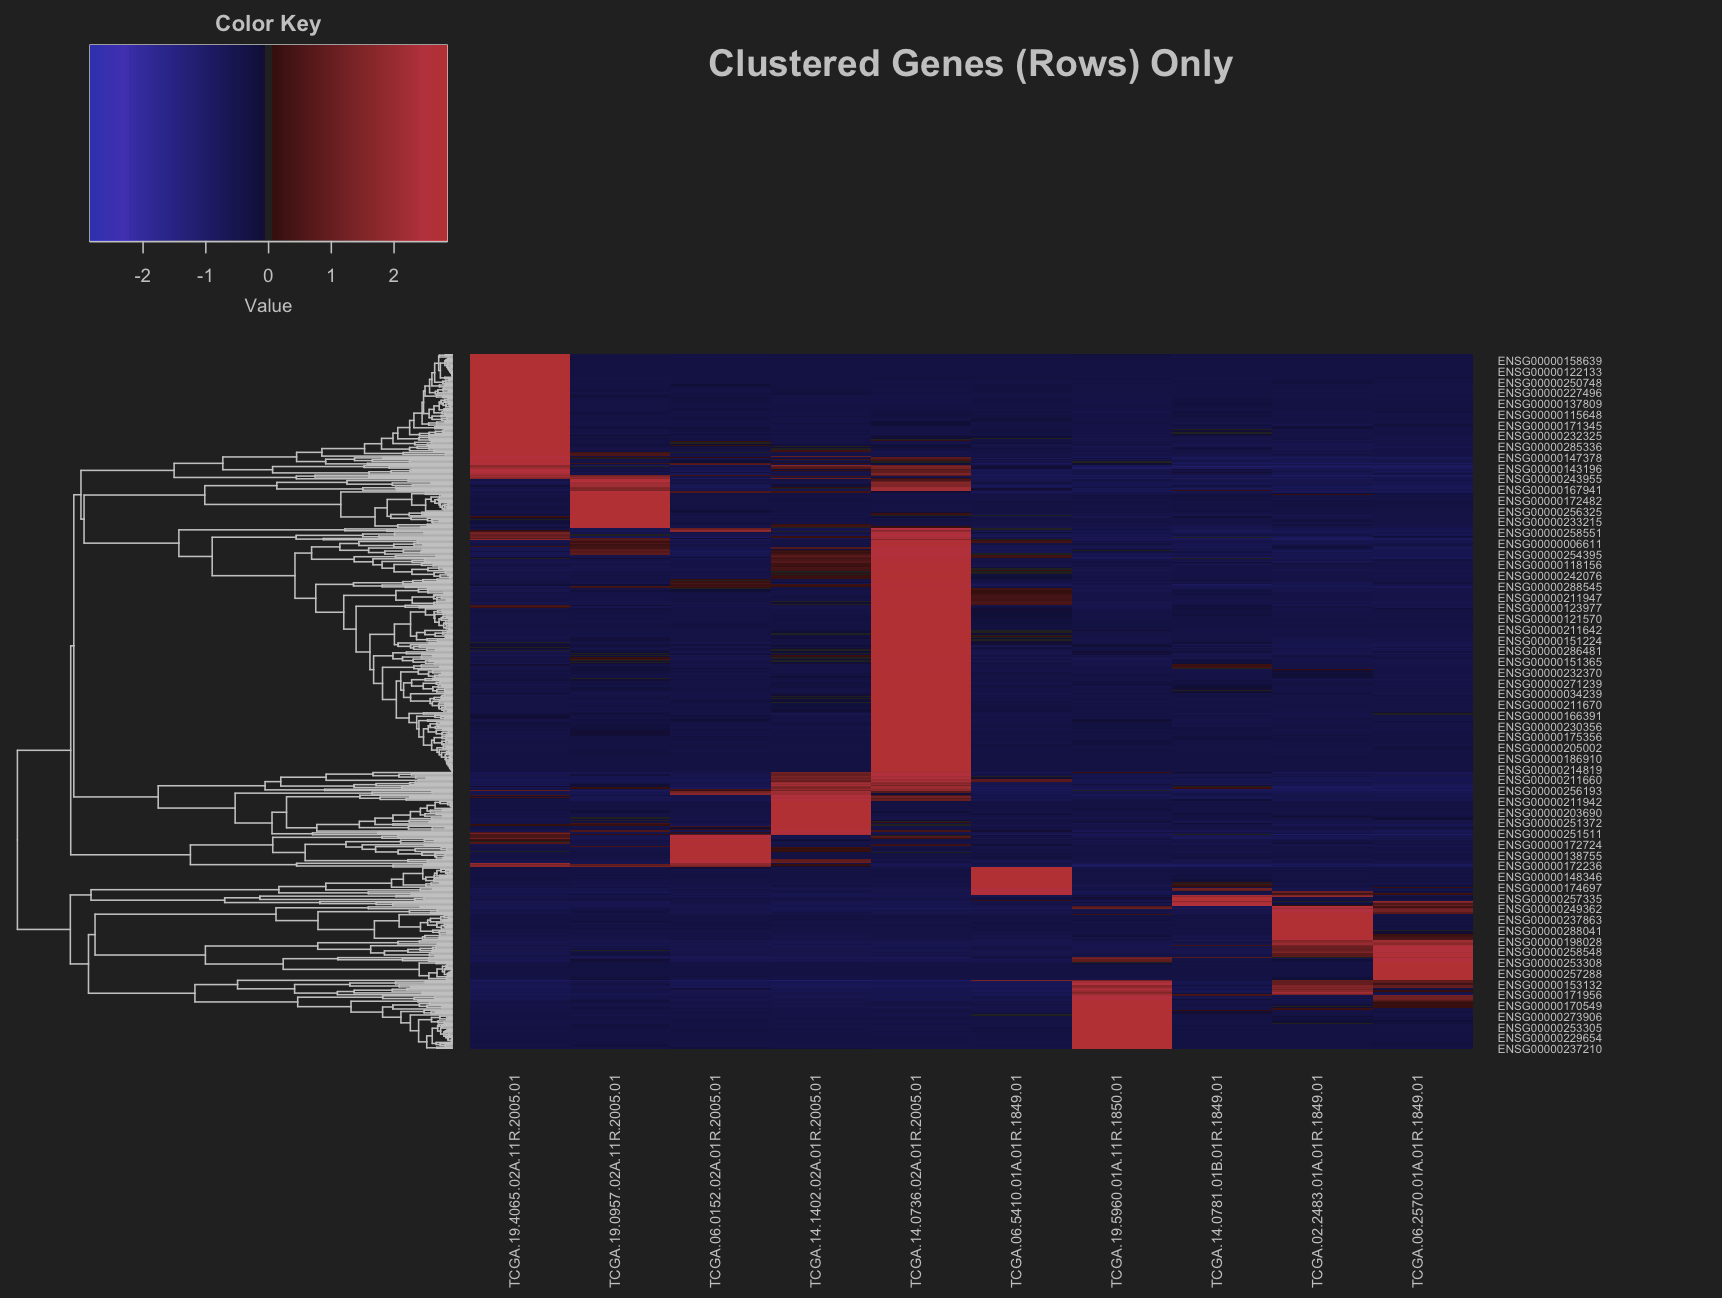 Color Key
Clustered Genes (Rows) Only
-2 -1 0 1 2
Value
ENSG00000158639
ENSG00000122133
ENSG00000250748
ENSG00000227496
ENSG00000137809
ENSG00000115648
ENSG00000171345
ENSG00000232325
ENSG00000285336
ENSG00000147378
ENSG00000143196
ENSG00000243955
ENSG00000167941
ENSG00000172482
ENSG00000256325
ENSG00000233215
ENSG00000258551
ENSG00000006611
ENSG00000254395
ENSG00000118156
ENSG00000242076
ENSG00000288545
ENSG00000211947
ENSG00000123977
ENSG00000121570
ENSG00000211642
ENSG00000151224
ENSG00000286481
ENSG00000151365
ENSG00000232370
ENSG00000271239
ENSG00000034239
ENSG00000211670
ENSG00000166391
ENSG00000230356
ENSG00000175356
ENSG00000205002
ENSG00000186910
ENSG00000214819
ENSG00000211660
ENSG00000256193
ENSG00000211942
ENSG00000203690
ENSG00000251372
ENSG00000251511
ENSG00000172724
ENSG00000138755
ENSG00000172236
ENSG00000148346
ENSG00000174697
ENSG00000257335
ENSG00000249362
ENSG00000237863
ENSG00000288041
ENSG00000198028
ENSG00000258548
ENSG00000253308
ENSG00000257288
ENSG00000153132
ENSG00000171956
ENSG00000170549
ENSG00000273906
ENSG00000253305
ENSG00000229654
ENSG00000237210
TCGA.19.4065.02A.11R.2005.01
TCGA.19.0957.02A.11R.2005.01
TCGA.06.0152.02A.01R.2005.01
TCGA.14.1402.02A.01R.2005.01
TCGA.14.0736.02A.01R.2005.01
TCGA.06.5410.01A.01R.1849.01
TCGA.19.5960.01A.11R.1850.01
TCGA.14.0781.01B.01R.1849.01
TCGA.02.2483.01A.01R.1849.01
TCGA.06.2570.01A.01R.1849.01